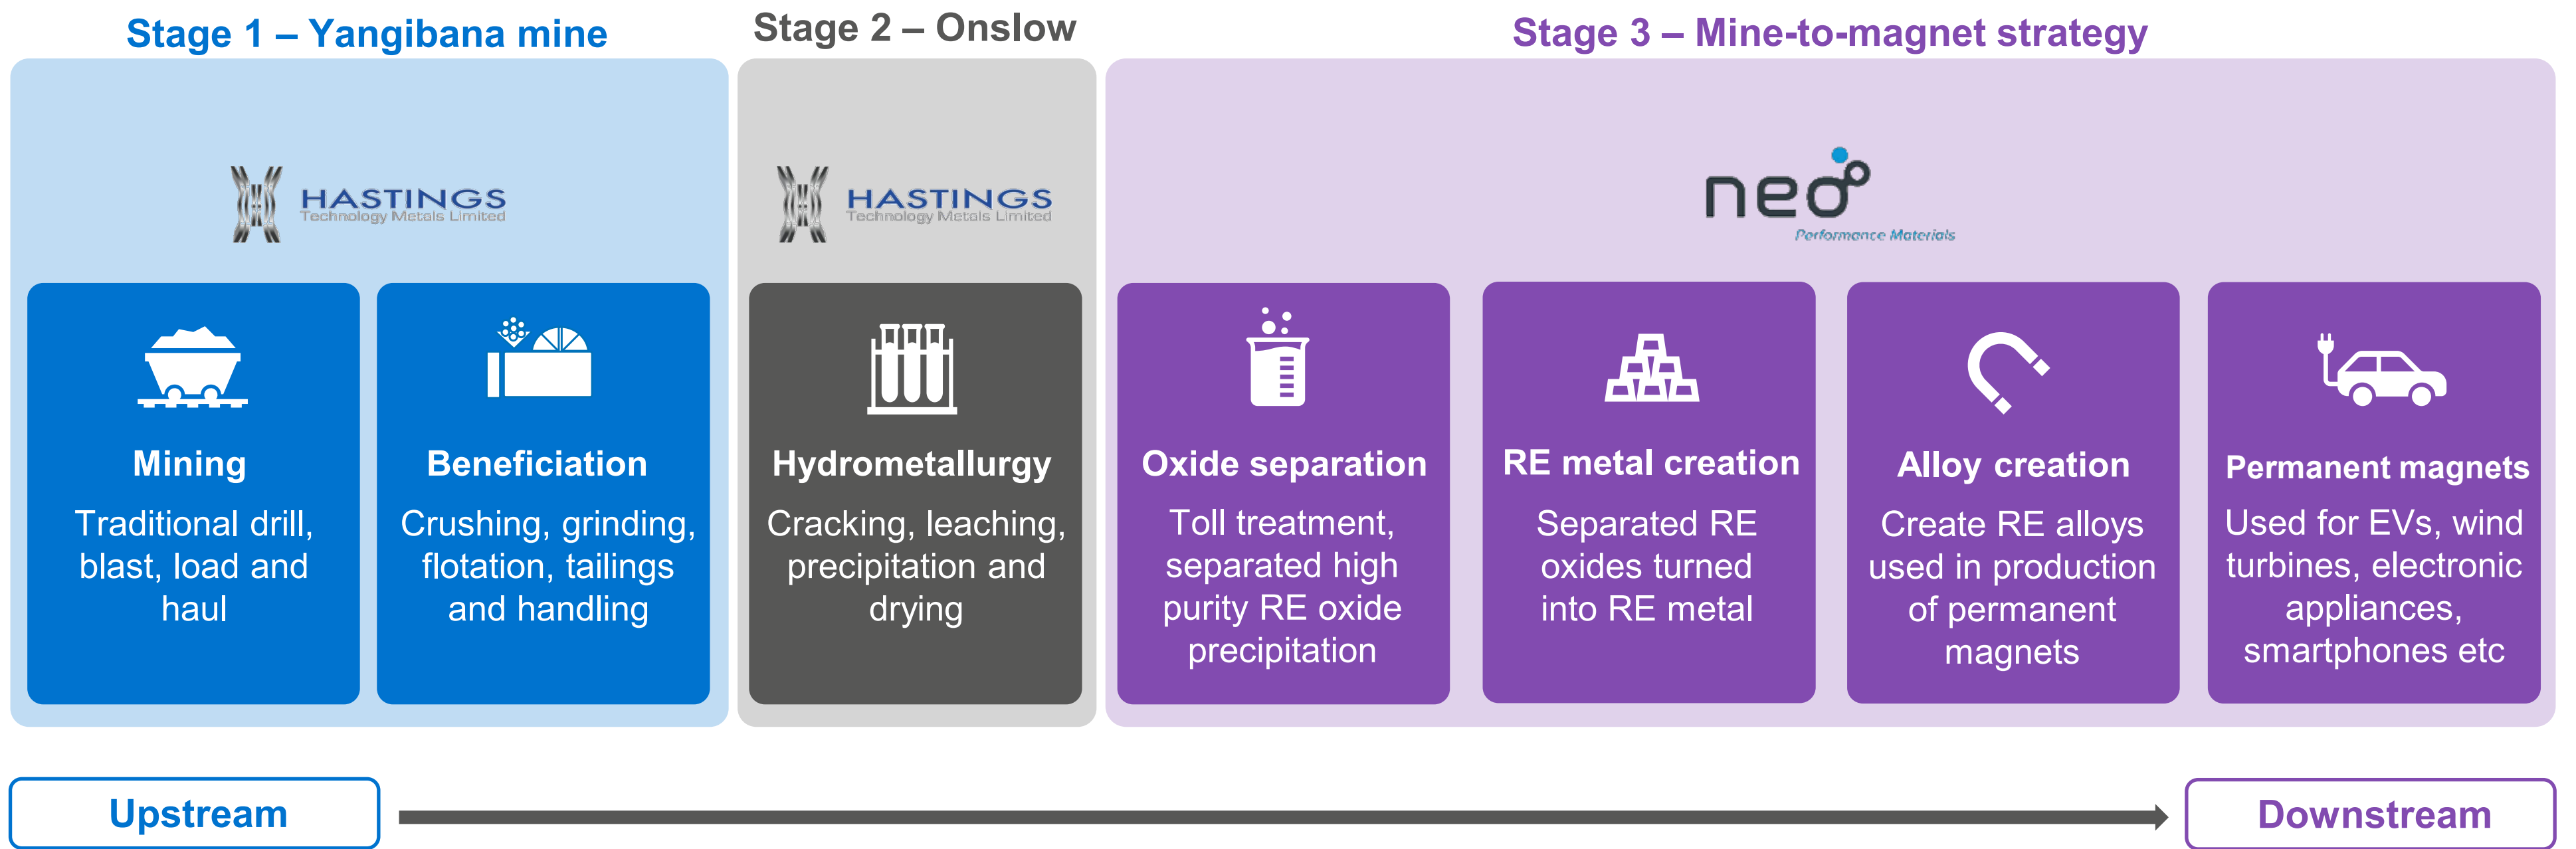 Stage 1 – Yangibana mine
Stage 2 – Onslow
Stage 3 – Mine-to-magnet strategy
HASTINGS
Technology Metals Limited
HASTINGS
Technology Metals Limited
neo
Performance Materials
Mining
Traditional drill,
blast, load and
haul
Beneficiation
Crushing, grinding,
flotation, tailings
and handling
Hydrometallurgy
Cracking, leaching,
precipitation and
drying
Oxide separation
Toll treatment,
separated high
purity RE oxide
precipitation
RE metal creation
Separated RE
oxides turned
into RE metal
Alloy creation
Create RE alloys
used in production
of permanent
magnets
Permanent magnets
Used for EVs, wind
turbines, electronic
appliances,
smartphones etc
Upstream
Downstream